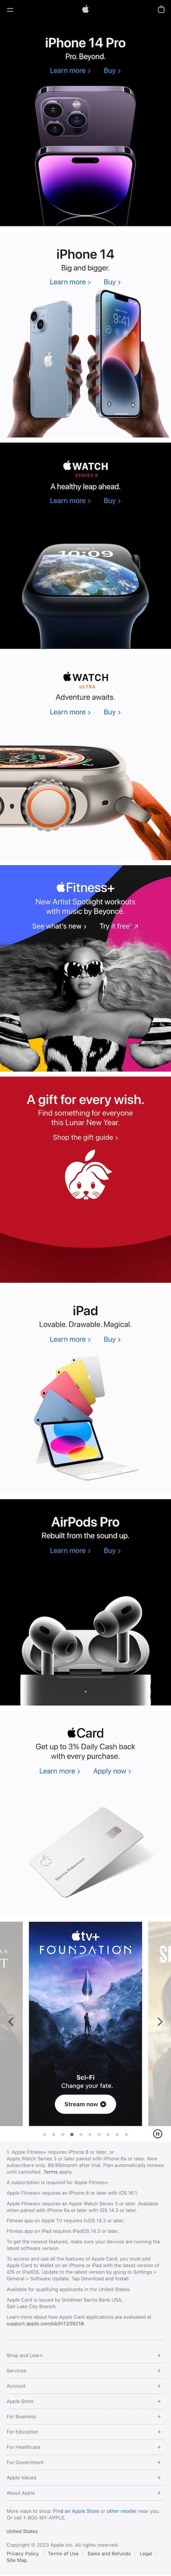 iPhone 14 Pro
Pro. Beyond.
Learn more > Buy >
iPhone 14
Big and bigger.
Learn more > Buy >
9:41
WATCH
SERIES 8
A healthy leap ahead.
Learn more > Buy >
10:09
WATCH
ULTRA
Adventure awaits.
Learn more > Buy >
Fitness+
New Artist Spotlight workouts
with music by Beyoncé.
See what's new > Try it free¹ ↗
A gift for every wish.
Find something for everyone
this Lunar New Year.
Shop the gift guide >
iPad
Lovable. Drawable. Magical.
Learn more > Buy >
AirPods Pro
Rebuilt from the sound up.
Learn more > Buy >
Card
Get up to 3% Daily Cash back
with every purchase.
Learn more > Apply now >
tv+
FOUNDATION
Sci-Fi
Change your fate.
Stream now
1. Apple Fitness+ requires iPhone 8 or later, or
Apple Watch Series 3 or later paired with iPhone 6s or later. New
subscribers only. $9.99/month after trial. Plan automatically renews
until cancelled. Terms apply.
A subscription is required for Apple Fitness+.
Apple Fitness+ requires an iPhone 8 or later with iOS 16.1.
Apple Fitness+ requires an Apple Watch Series 3 or later. Available
when paired with iPhone 6s or later with iOS 14.3 or later.
Fitness app on Apple TV requires tvOS 14.3 or later.
Fitness app on iPad requires iPadOS 14.3 or later.
To get the newest features, make sure your devices are running the
latest software version.
To access and use all the features of Apple Card, you must add
Apple Card to Wallet on an iPhone or iPad with the latest version of
iOS or iPadOS. Update to the latest version by going to Settings >
General > Software Update. Tap Download and Install.
Available for qualifying applicants in the United States.
Apple Card is issued by Goldman Sachs Bank USA,
Salt Lake City Branch.
Learn more about how Apple Card applications are evaluated at
support.apple.com/kb/HT209218.
Shop and Learn +
Services +
Account +
Apple Store +
For Business +
For Education +
For Healthcare +
For Government +
Apple Values +
About Apple +
More ways to shop: Find an Apple Store or other retailer near you.
Or call 1-800-MY-APPLE.
United States
Copyright © 2023 Apple Inc. All rights reserved.
Privacy Policy Terms of Use Sales and Refunds Legal
Site Map